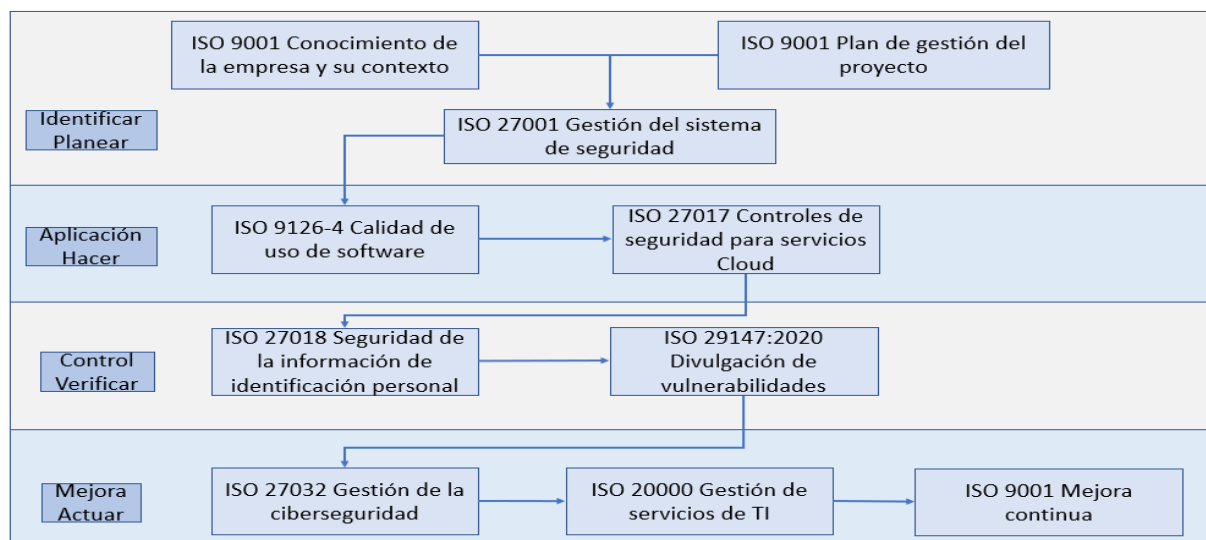 ISO 9001 Conocimiento de
la empresa y su contexto
ISO 9001 Plan de gestión del
proyecto
Identificar
Planear
ISO 27001 Gestión del sistema
de seguridad
Aplicación
Hacer
ISO 9126-4 Calidad de
uso de software
ISO 27017 Controles de
seguridad para servicios
Cloud
Control
Verificar
ISO 27018 Seguridad de
la información de
identificación personal
ISO 29147:2020
Divulgación de
vulnerabilidades
Mejora
Actuar
ISO 27032 Gestión de la
ciberseguridad
ISO 20000 Gestión de
servicios de TI
ISO 9001 Mejora
continua